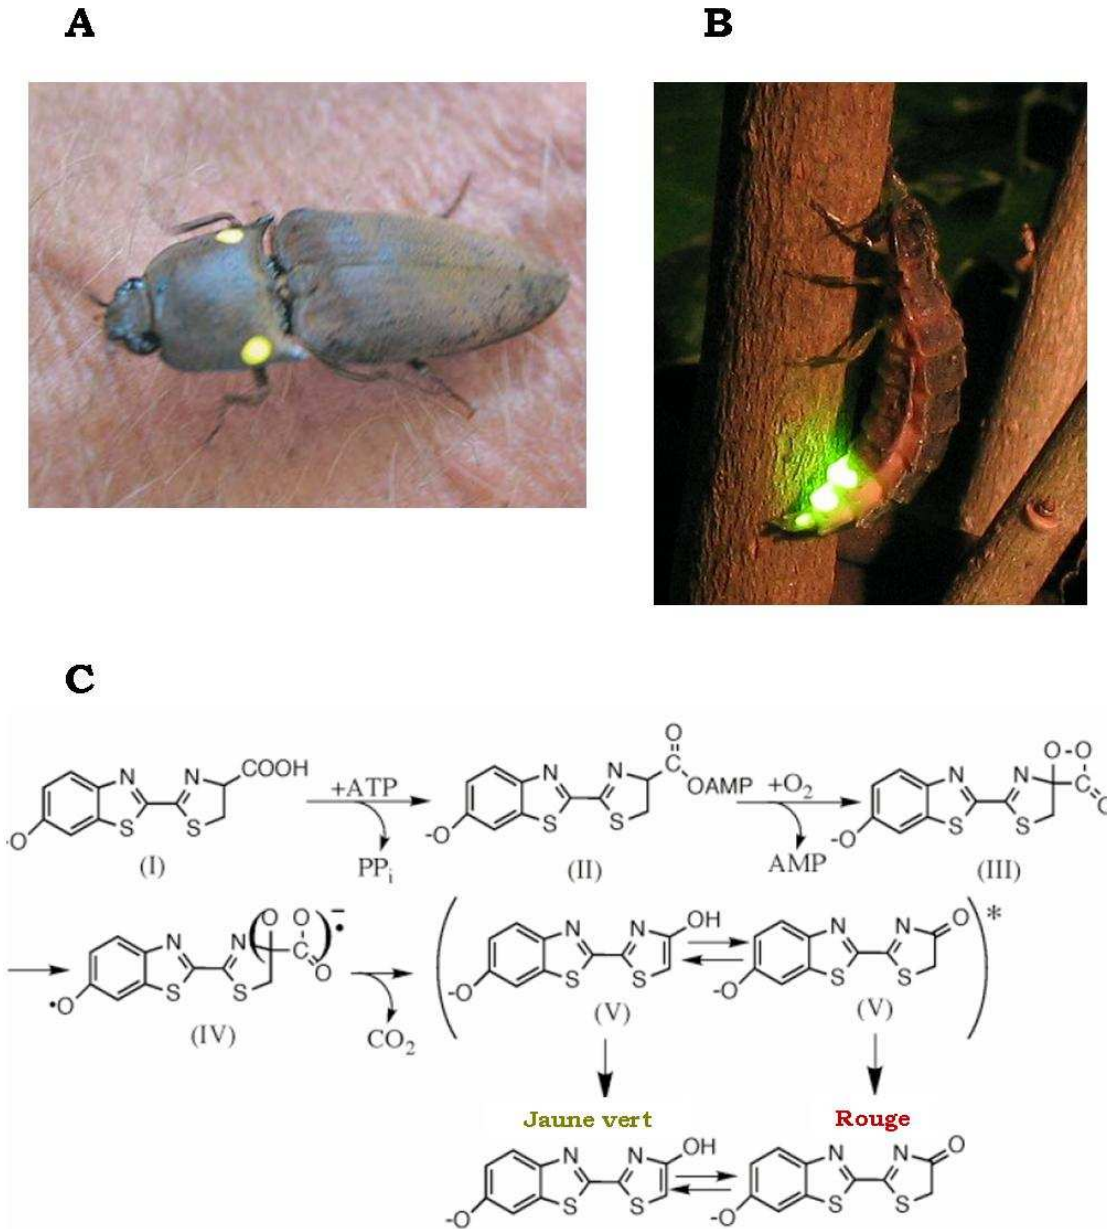 A
B
C
N N COOH +ATP N N O C OAMP +O₂ N N O-O C O
-O S S PPi -O S S AMP -O S S
(I) (II) (III)
N N (O O C O)-• N N OH N N O *
•O S S CO₂ -O S S -O S S
(IV) (V) (V)
Jaune vert Rouge
N N OH N N O
-O S S -O S S